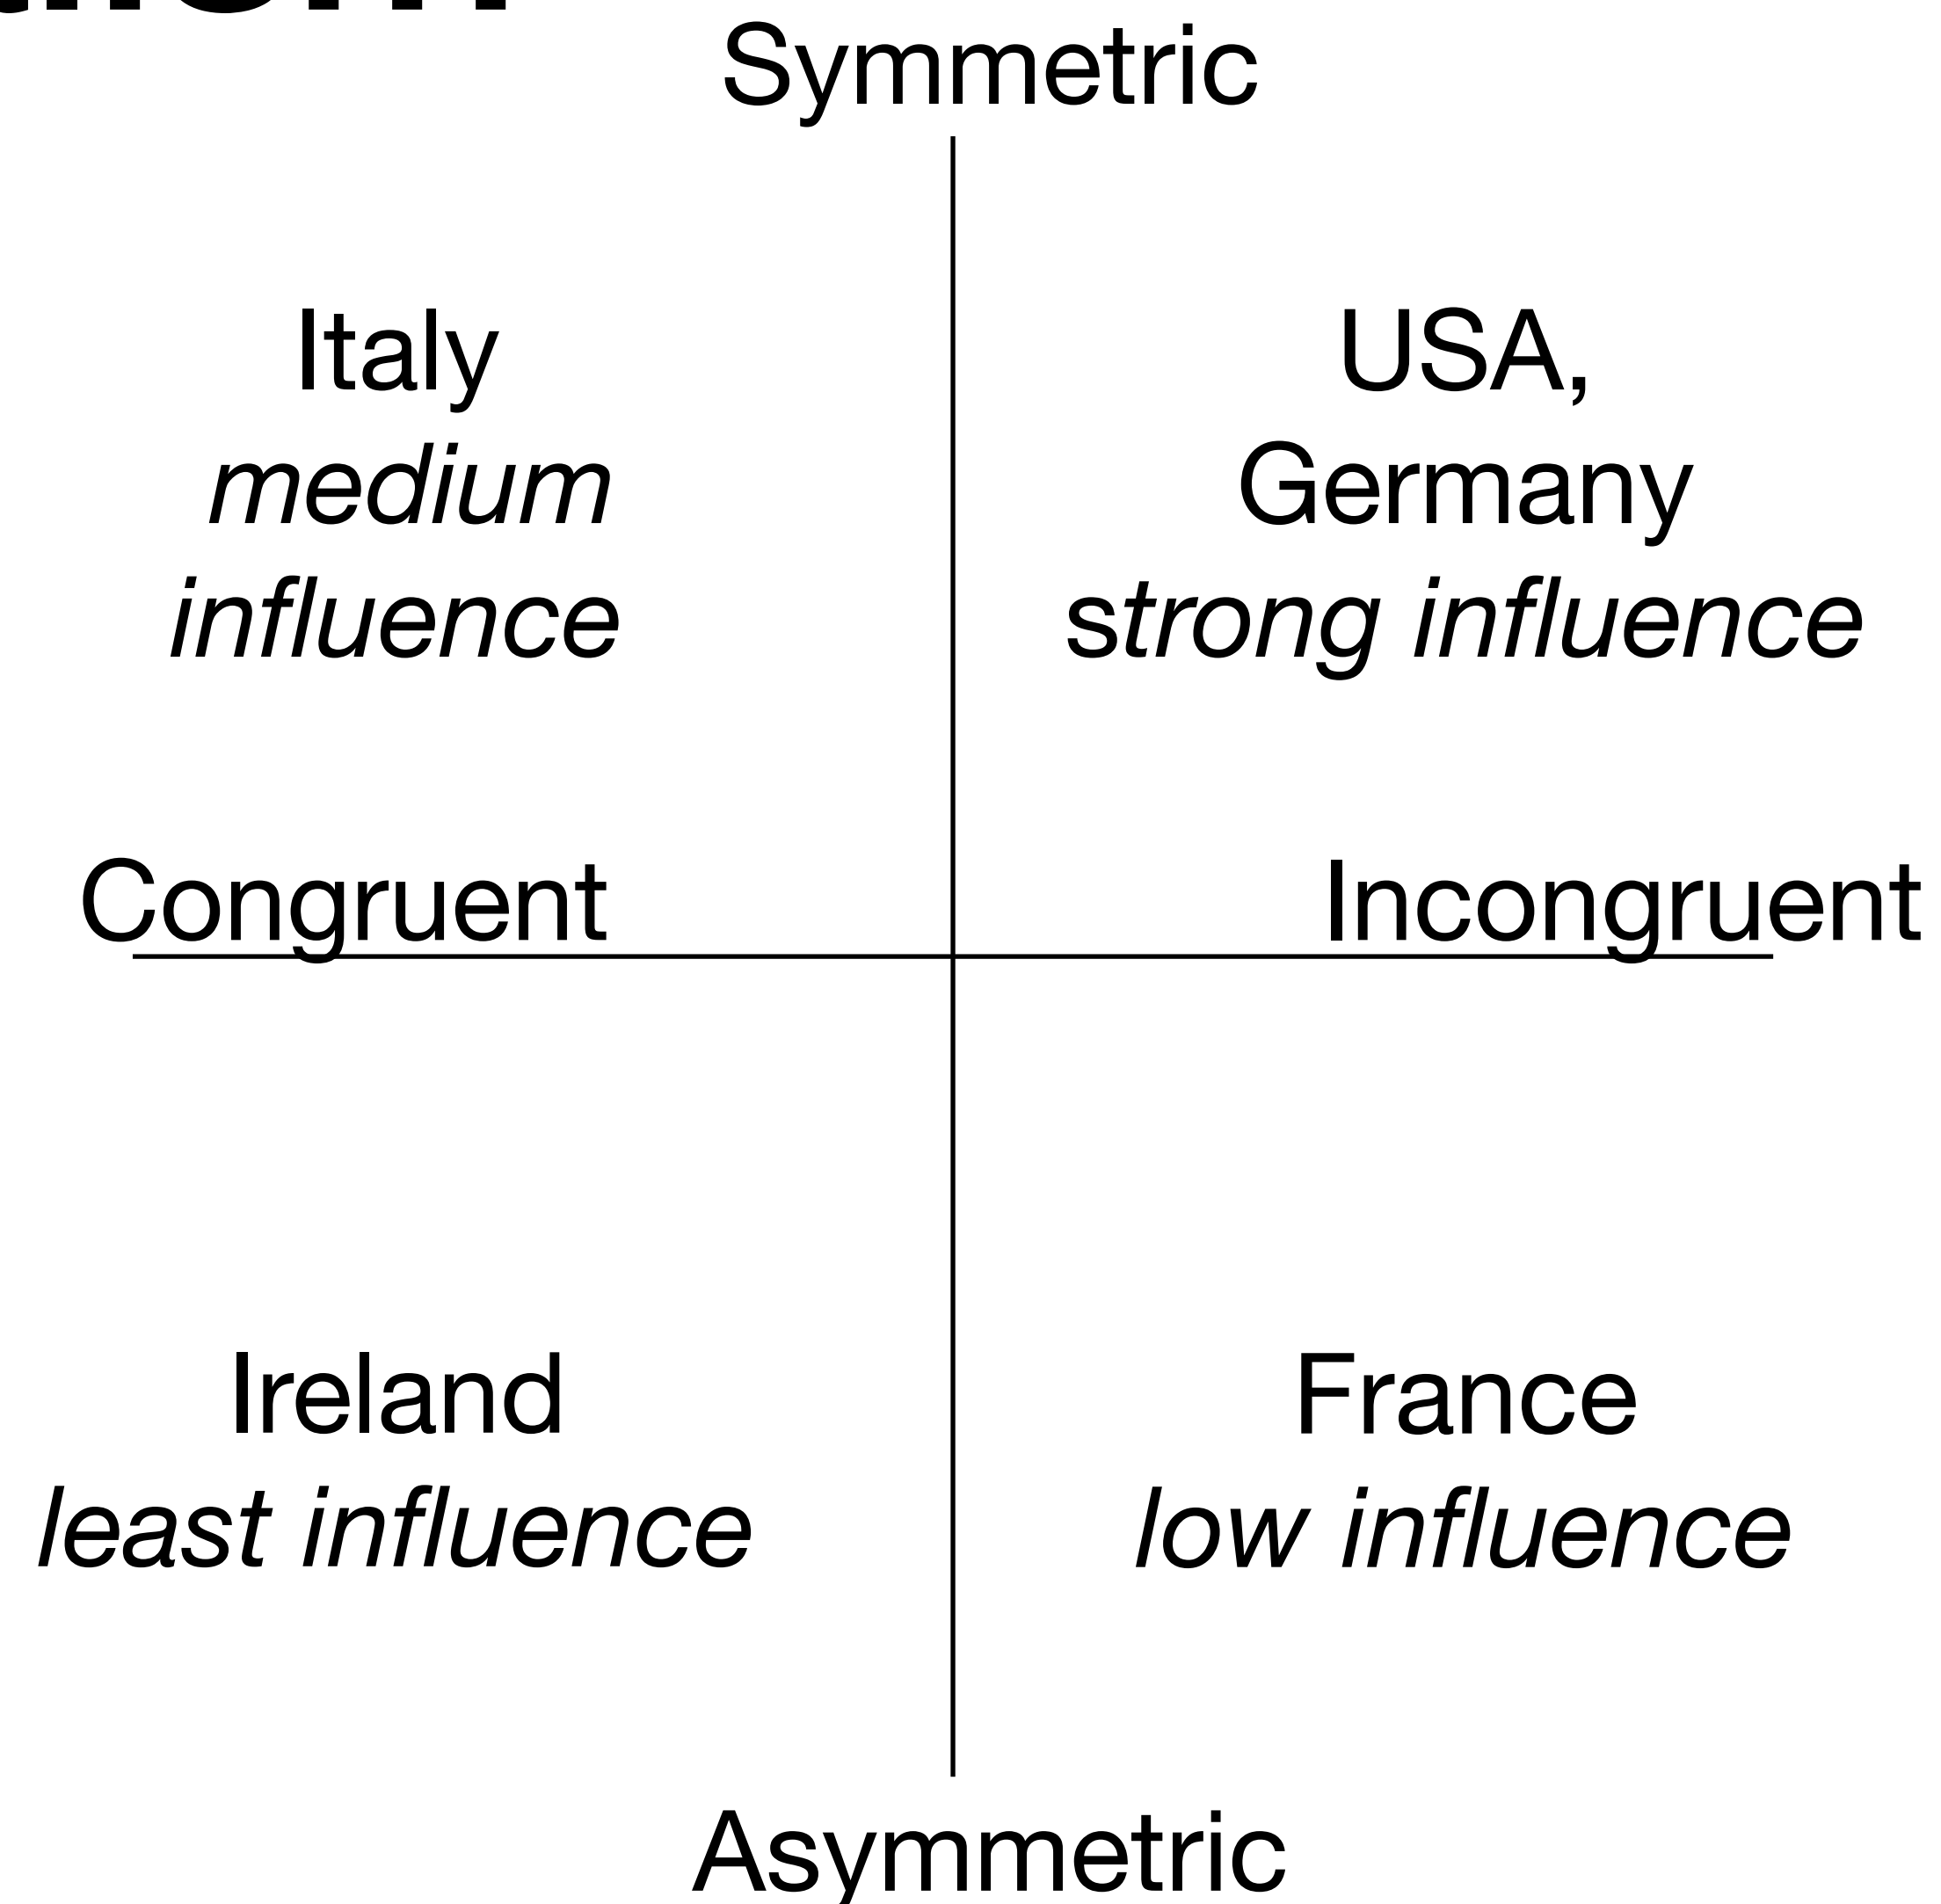 Symmetric
Italy
medium
influence
USA,
Germany
strong influence
Congruent
Incongruent
Ireland
least influence
France
low influence
Asymmetric